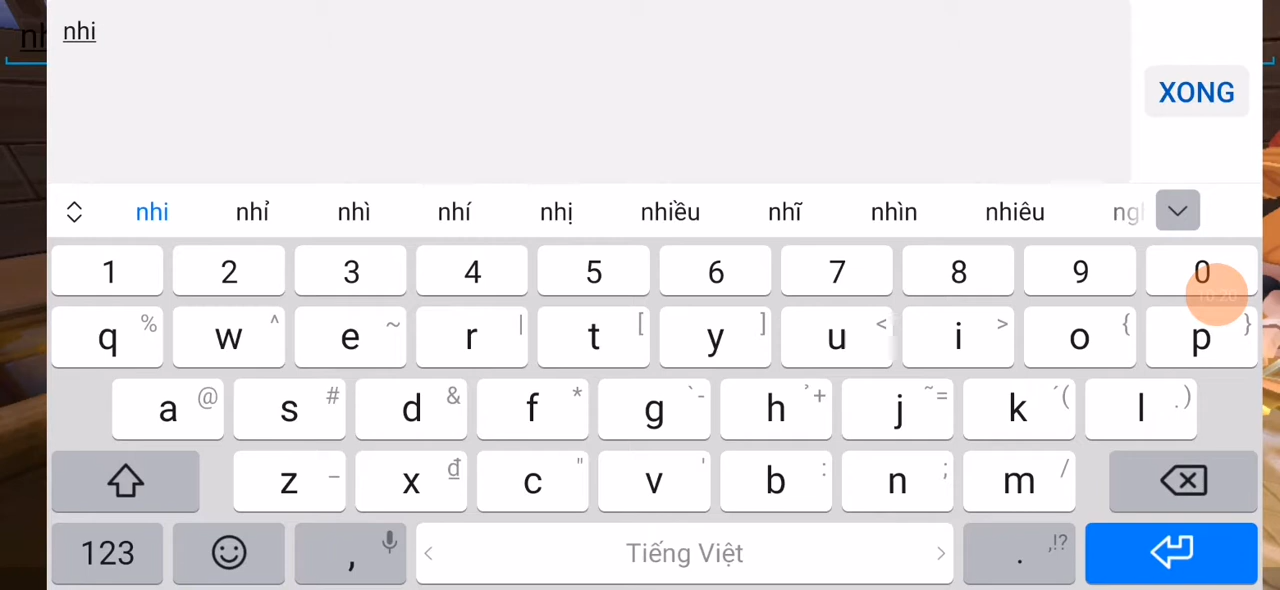 nhi
XONG
nhi nhỉ nhì nhí nhị nhiều nhĩ nhìn nhiêu
1 2 3 4 5 6 7 8 9 0
q % w ^ e ~ r | t [ y ] u < i > o { p }
a @ s # d & f * g ` - h ̉ + j ~ = k ´ ( l . )
z _ x ₫ c " v ' b : n ; m /
123 , < Tiếng Việt > . ,!?